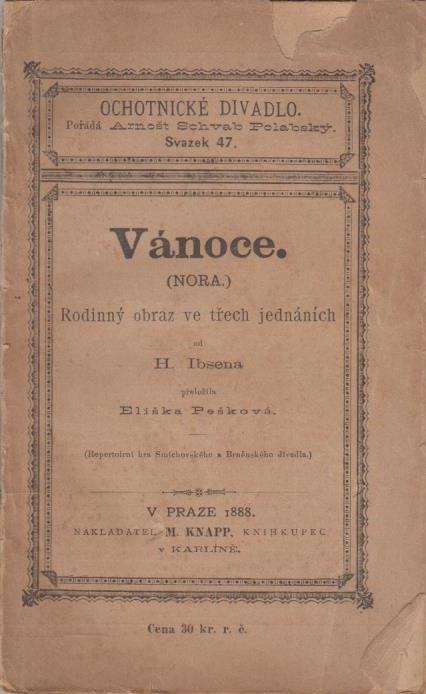 OCHOTNICKÉ DIVADLO.
Pořádá Arnošt Schvab Polabský.
Svazek 47.
Vánoce.
(NORA.)
Rodinný obraz ve třech jednáních
od
H. Ibsena
přeložila
Eliška Pešková.
(Repertoirní hra Smíchovského a Brněnského divadla.)
V PRAZE 1888.
NAKLADATEL M. KNAPP, KNIHKUPEC
v KARLÍNĚ.
Cena 30 kr. r. č.